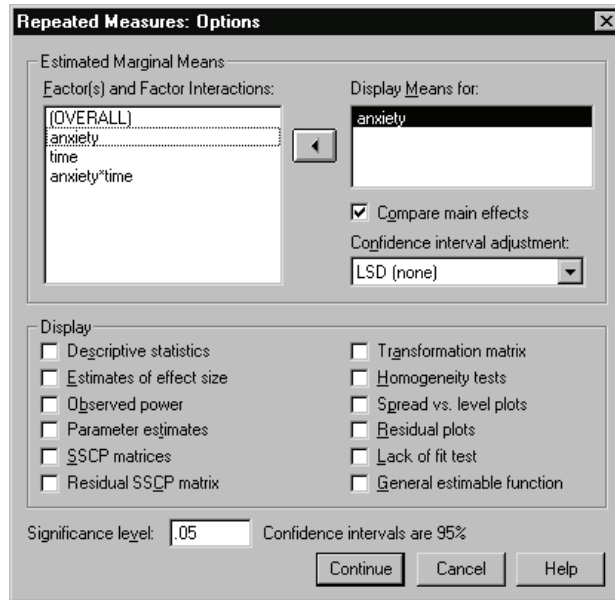 Repeated Measures: Options
Estimated Marginal Means
Factor(s) and Factor Interactions:
(OVERALL)
anxiety
time
anxiety*time
Display Means for:
anxiety
Compare main effects
Confidence interval adjustment:
LSD (none)
Display
Descriptive statistics
Estimates of effect size
Observed power
Parameter estimates
SSCP matrices
Residual SSCP matrix
Transformation matrix
Homogeneity tests
Spread vs. level plots
Residual plots
Lack of fit test
General estimable function
Significance level: .05 Confidence intervals are 95%
Continue Cancel Help